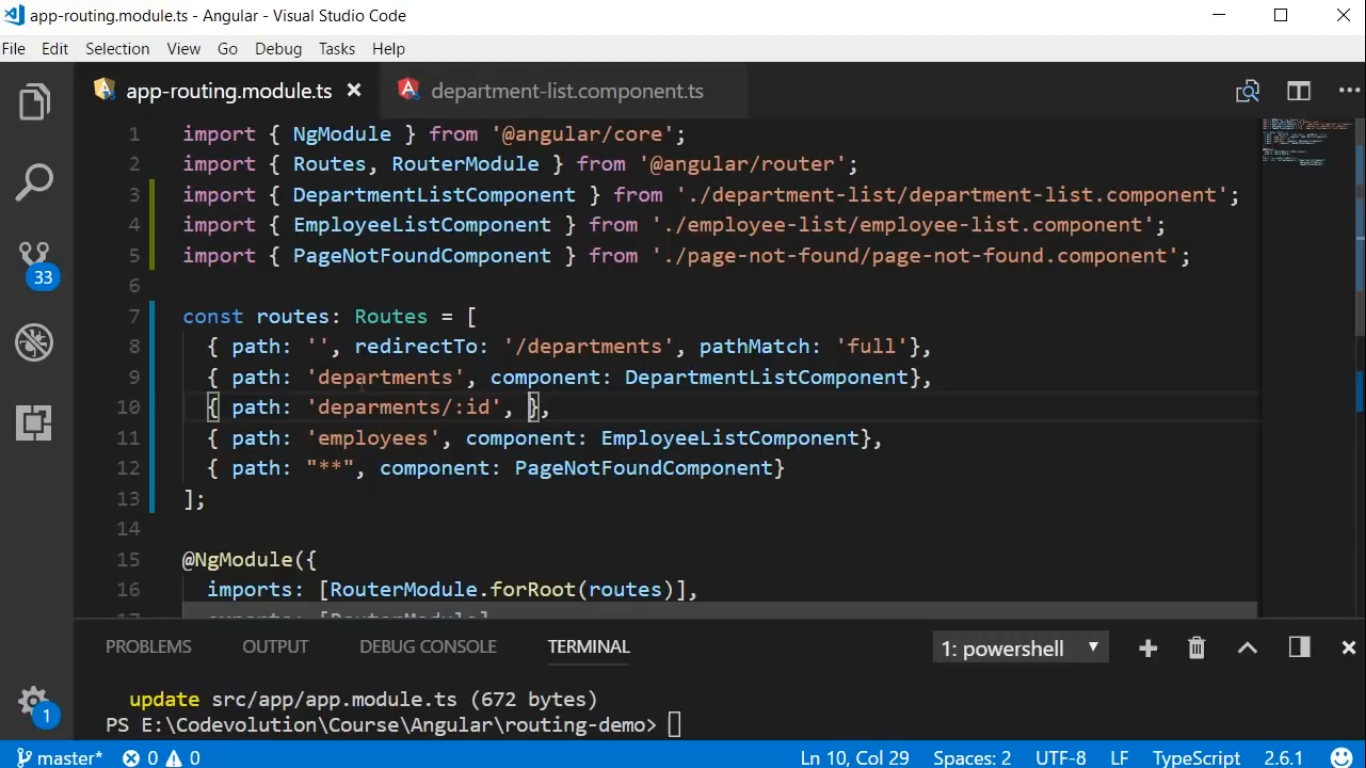 app-routing.module.ts - Angular - Visual Studio Code
File Edit Selection View Go Debug Tasks Help
app-routing.module.ts department-list.component.ts
1 import { NgModule } from '@angular/core';
2 import { Routes, RouterModule } from '@angular/router';
3 import { DepartmentListComponent } from './department-list/department-list.component';
4 import { EmployeeListComponent } from './employee-list/employee-list.component';
5 import { PageNotFoundComponent } from './page-not-found/page-not-found.component';
6
7 const routes: Routes = [
8 { path: '', redirectTo: '/departments', pathMatch: 'full'},
9 { path: 'departments', component: DepartmentListComponent},
10 { path: 'deparments/:id', },
11 { path: 'employees', component: EmployeeListComponent},
12 { path: "**", component: PageNotFoundComponent}
13 ];
14
15 @NgModule({
16 imports: [RouterModule.forRoot(routes)],
17 exports: [RouterModule]
33
PROBLEMS OUTPUT DEBUG CONSOLE TERMINAL 1: powershell
update src/app/app.module.ts (672 bytes)
PS E:\Codevolution\Course\Angular\routing-demo>
1
master* 0 0 Ln 10, Col 29 Spaces: 2 UTF-8 LF TypeScript 2.6.1